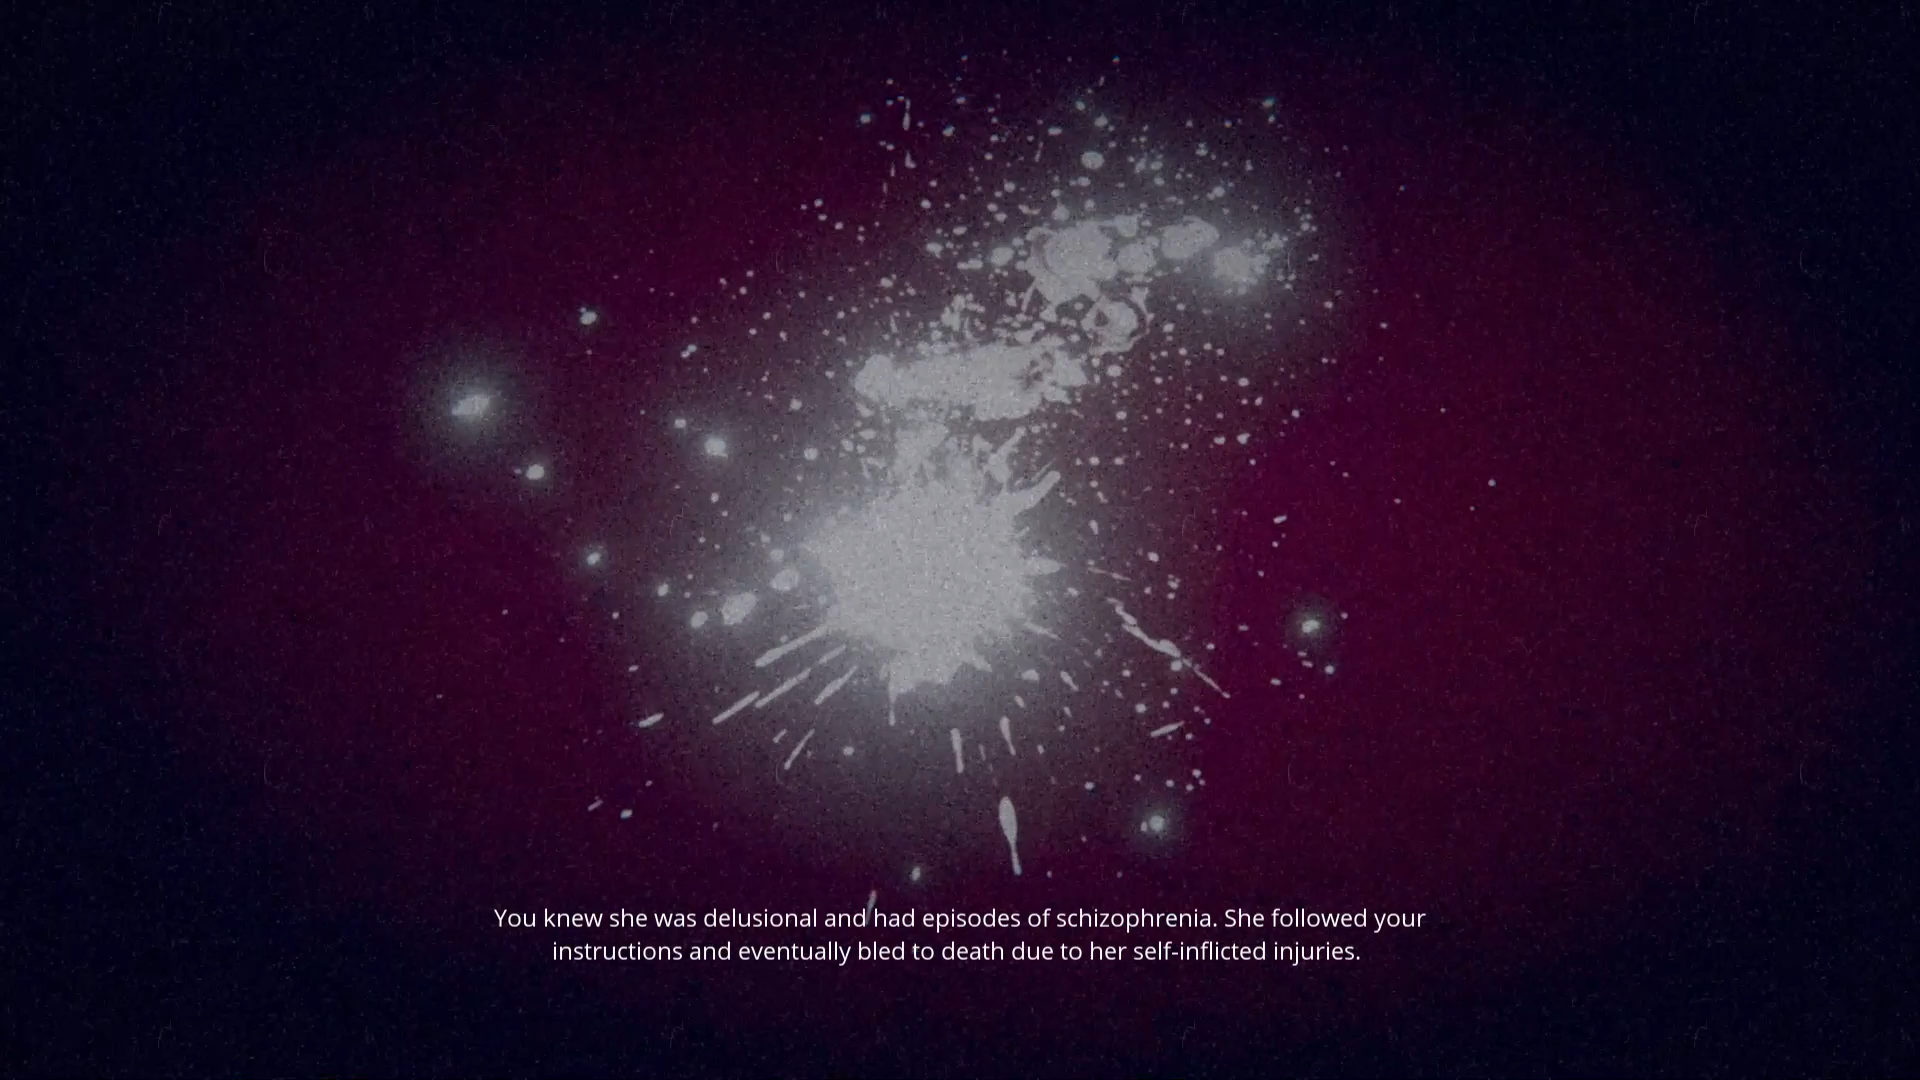 You knew she was delusional and had episodes of schizophrenia. She followed your
instructions and eventually bled to death due to her self-inflicted injuries.